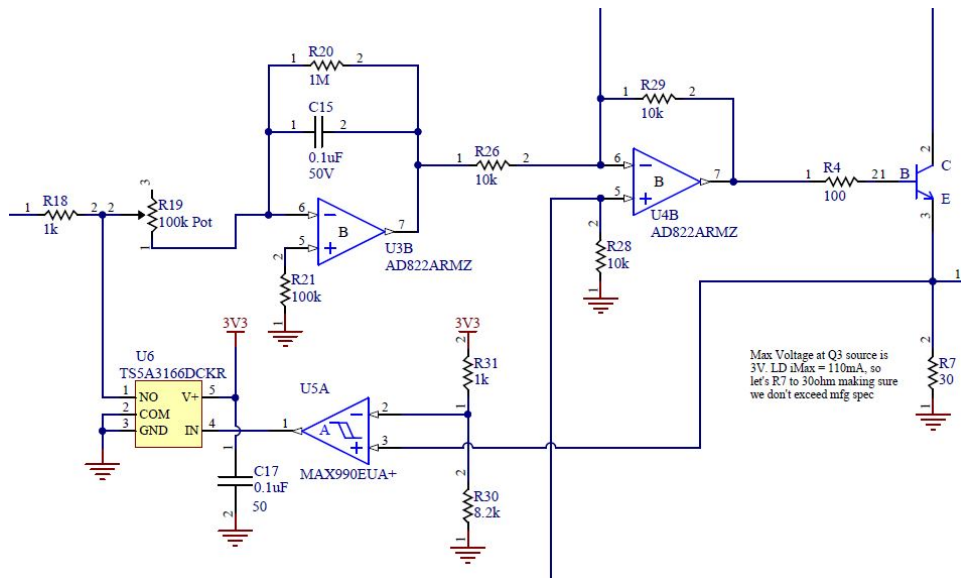 1
R20
2
1M
C15
1
2
0.1uF
50V
R18
2
2
1k
3
R19
100k Pot
1
6
5
B
7
U3B
AD822ARMZ
2
R21
100k
1
1
R26
2
10k
1
R29
2
10k
6
5
B
7
U4B
AD822ARMZ
2
R28
10k
1
R4
1
2
1
100
B
2
C
E
3
1
3V3
U6
TS5A3166DCKR
1
NO
V+
5
2
COM
3
GND
IN
4
1
C17
0.1uF
50
2
3V3
2
R31
1k
1
U5A
1
A
2
3
MAX990EUA+
2
R30
8.2k
1
Max Voltage at Q3 source is
3V. LD iMax = 110mA, so
let's R7 to 30ohm making sure
we don't exceed mfg spec
2
R7
30
1